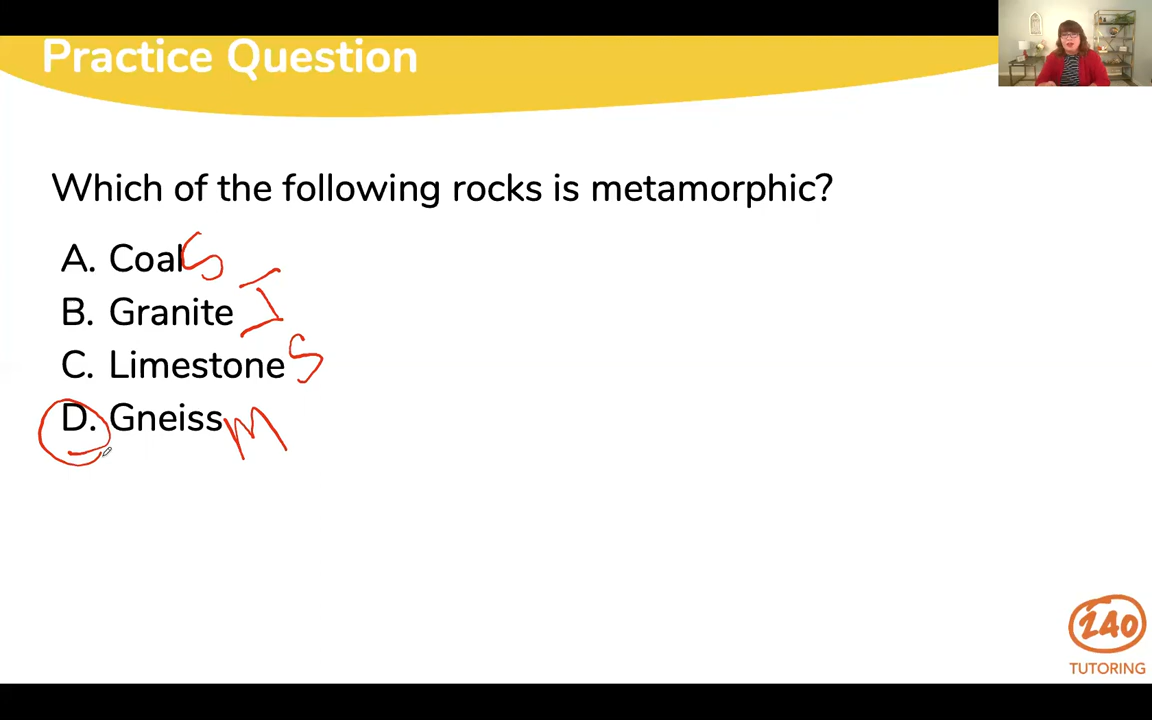 Practice Question
Which of the following rocks is metamorphic?
A. Coal S
B. Granite I
C. Limestone S
D. Gneiss M
240
TUTORING